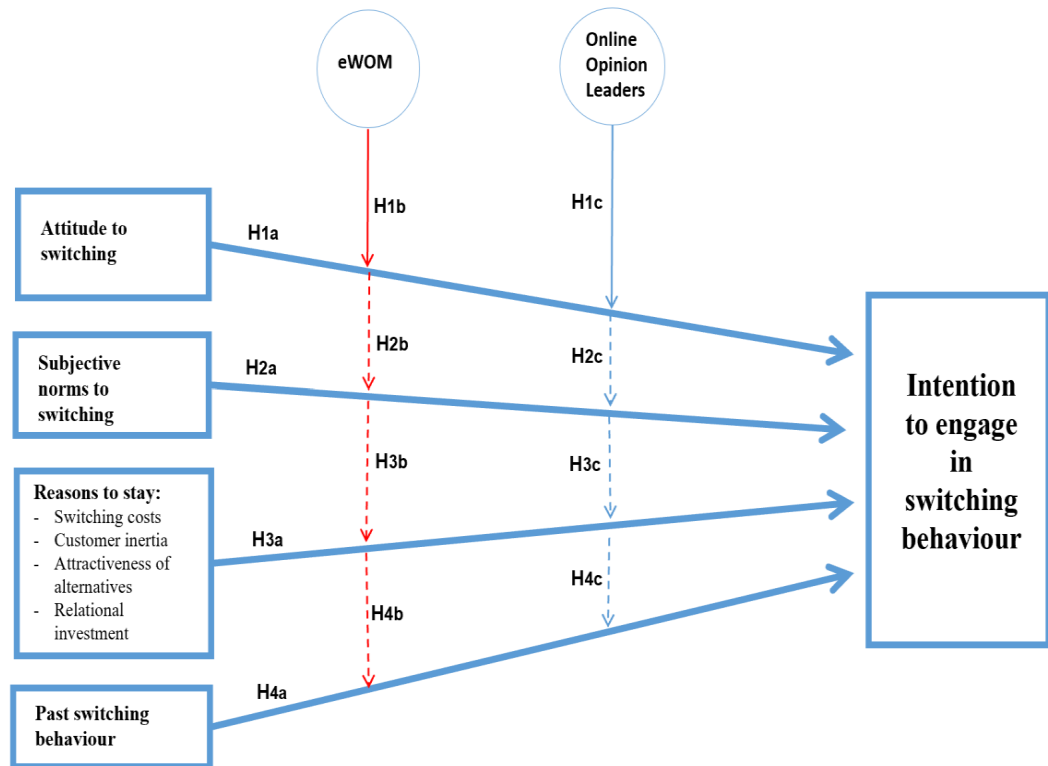 eWOM
Online
Opinion
Leaders
H1b
H1c
Attitude to
switching
H1a
H2b
H2c
Subjective
norms to
switching
H2a
H3b
H3c
Reasons to stay:
- Switching costs
- Customer inertia
- Attractiveness of
alternatives
- Relational
investment
H3a
H4b
H4c
Past switching
behaviour
H4a
Intention
to engage
in
switching
behaviour